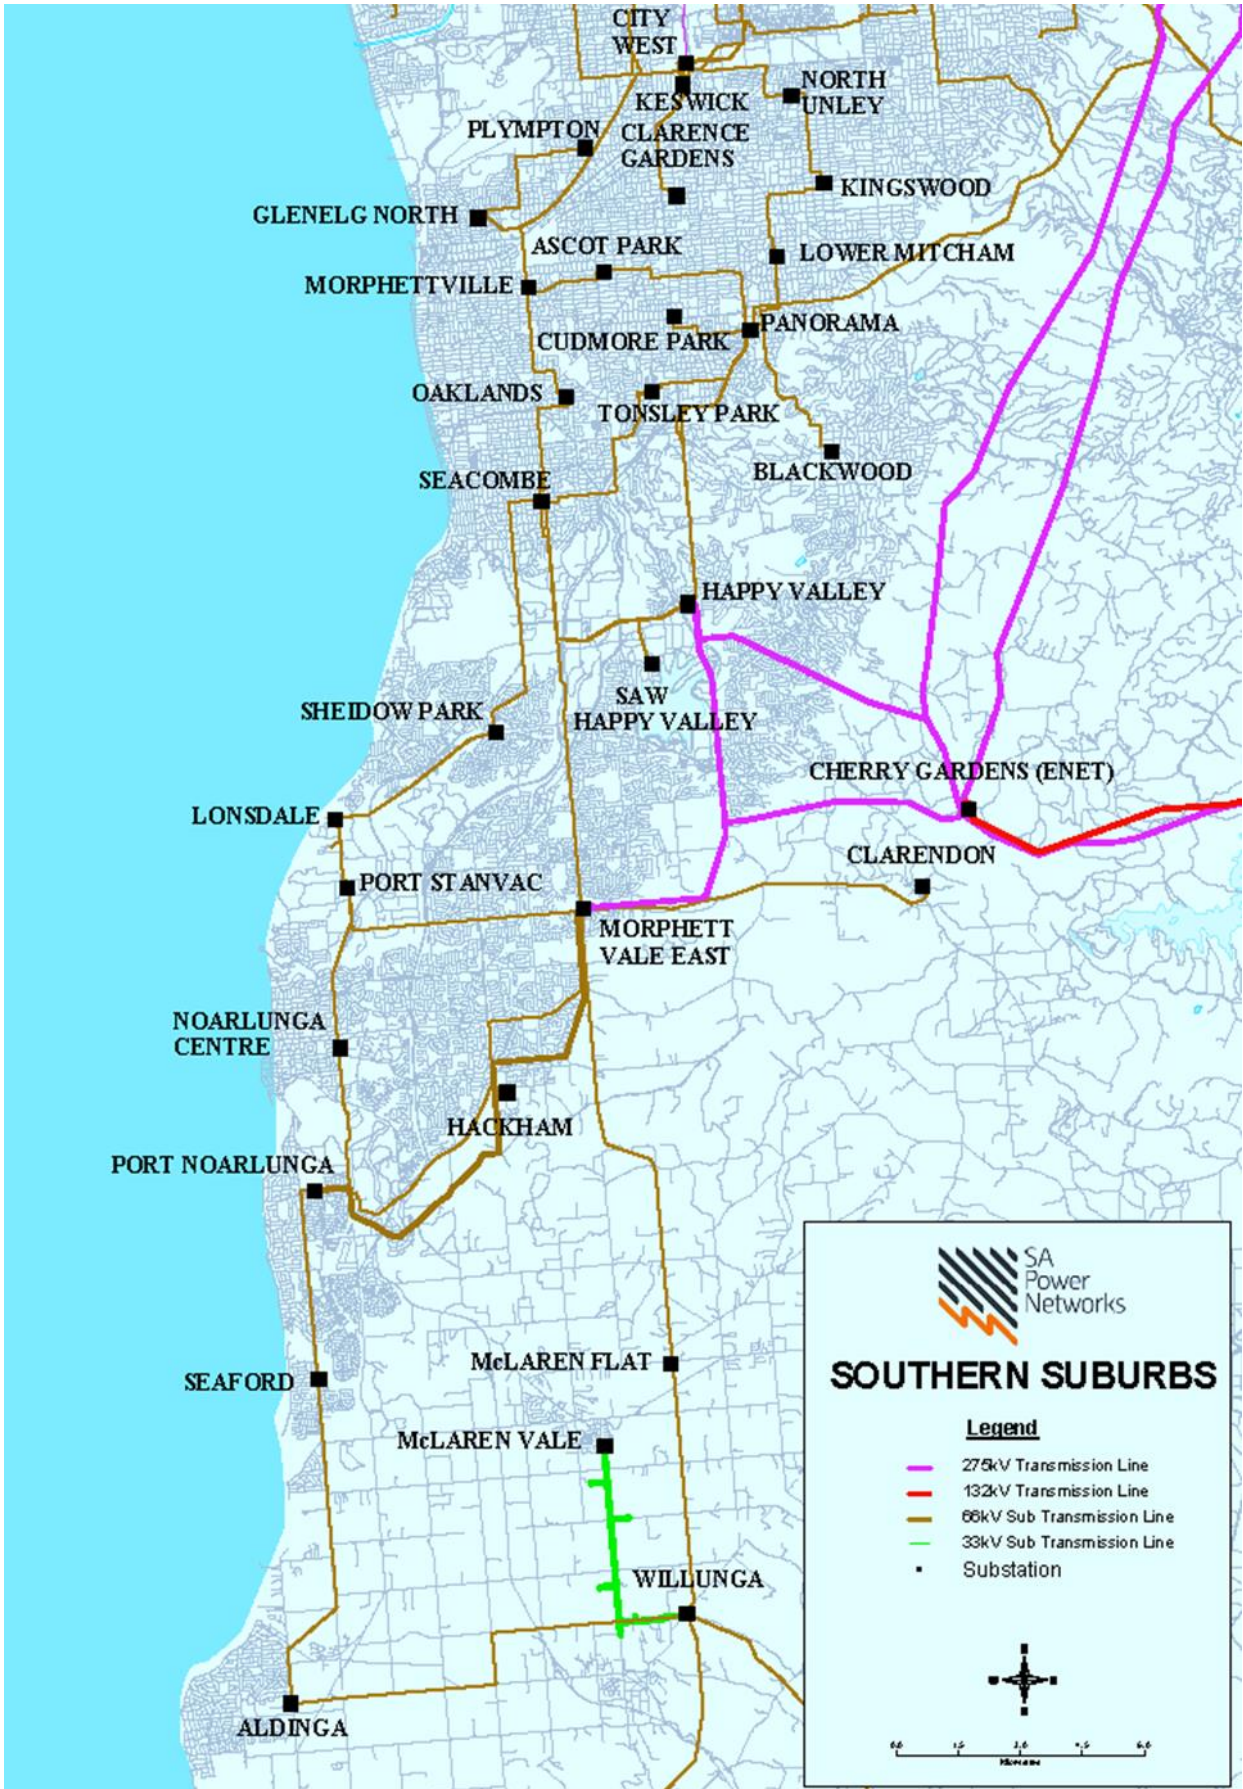 CITY
WEST
KESWICK
NORTH
UNLEY
PLYMPTON
CLARENCE
GARDENS
KINGSWOOD
GLENELG NORTH
ASCOT PARK
LOWER MITCHAM
MORPHETTVILLE
PANORAMA
CUDMORE PARK
OAKLANDS
TONSLEY PARK
BLACKWOOD
SEACOMBE
HAPPY VALLEY
SAW
HAPPY VALLEY
SHEIDOW PARK
CHERRY GARDENS (ENET)
LONSDALE
CLARENDON
PORT STANVAC
MORPHETT
VALE EAST
NOARLUNGA
CENTRE
HACKHAM
PORT NOARLUNGA
McLAREN FLAT
SEAFORD
McLAREN VALE
WILLUNGA
ALDINGA
SA
Power
Networks
SOUTHERN SUBURBS
Legend
275kV Transmission Line
132kV Transmission Line
66kV Sub Transmission Line
33kV Sub Transmission Line
Substation